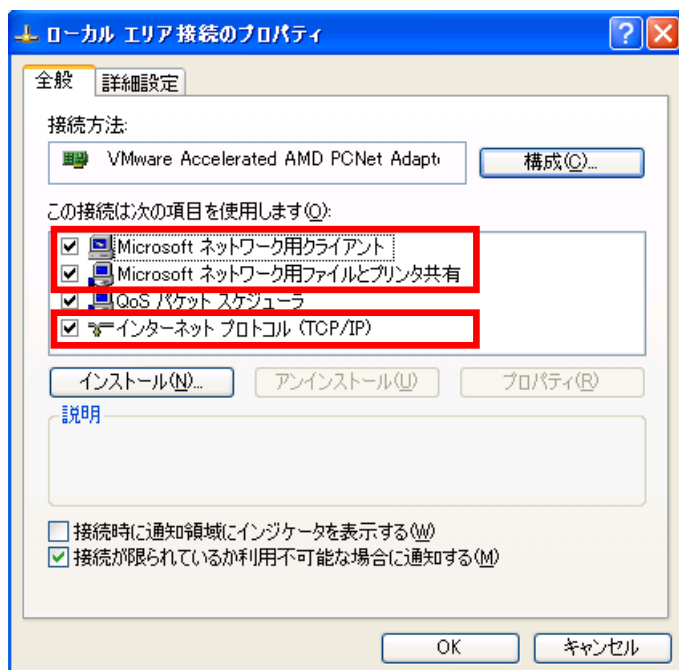 ローカル エリア接続のプロパティ
全般
詳細設定
接続方法:
VMware Accelerated AMD PCNet Adapt
構成(C)...
この接続は次の項目を使用します(O):
Microsoft ネットワーク用クライアント
Microsoft ネットワーク用ファイルとプリンタ共有
QoS パケット スケジューラ
インターネット プロトコル (TCP/IP)
インストール(N)...
アンインストール(U)
プロパティ(R)
説明
接続時に通知領域にインジケータを表示する(W)
接続が限られているか利用不可能な場合に通知する(M)
OK
キャンセル